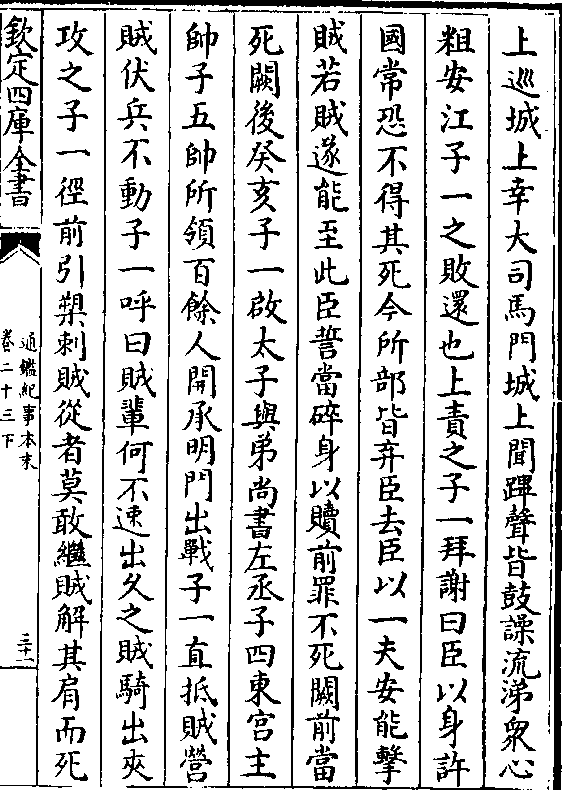 上巡城上幸大司馬門城上聞蹕聲皆鼓譟流涕衆心
粗安江子一之敗還也上責之子一拜謝曰臣以身許
國常恐不得其死今所部皆弃臣去臣以一夫安能擊
賊若賊遂能至此臣誓當碎身以贖前罪不死闕前當
死闕後癸亥子一啟太子與弟尚書左丞子四東宫主
帥子五帥所領百餘人開承明門出戰子一直抵賊營
賊伏兵不動子一呼曰賊輩何不速出久之賊騎出夾
攻之子一徑前引槊刺賊從者莫敢繼賊解其肩而死
欽定四庫全書
通鑑紀事本末
卷二十三下
三十二